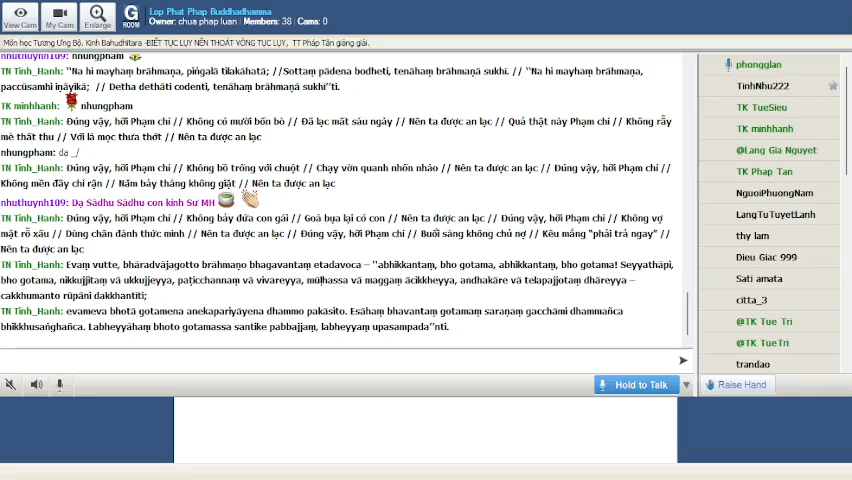 Lop Phat Phap Buddhadhamma
Owner: chua phap luan | Members: 38 | Cams: 0
View Cam
My Cam
Enlarge
G
ROOM
Môn học Tương Ưng Bộ. Kinh Bahudhitara -BIẾT TỤC LỤY NÊN THOÁT VÒNG TỤC LỤY, TT Pháp Tân giảng giải.
nhuthuynh109: nhungpham
TN Tinh_Hanh: “Na hi mayhaṃ brāhmaṇa, piṅgalā tilakāhatā; //Sottaṃ pādena bodheti, tenāhaṃ brāhmaṇā sukhī. // “Na hi mayhaṃ brāhmaṇa,
paccūsamhi iṇāyikā; // Detha dethāti codenti, tenāhaṃ brāhmaṇā sukhī”ti.
TK minhhanh: nhungpham
TN Tinh_Hanh: Đúng vậy, hỡi Phạm chí // Không có mười bốn bò // Đã lạc mất sáu ngày // Nên ta được an lạc // Quả thật này Phạm chí // Không rẫy
mè thất thu // Với lá mọc thưa thớt // Nên ta được an lạc
nhungpham: dạ _/
TN Tinh_Hanh: Đúng vậy, hỡi Phạm chí // Không bồ trống với chuột // Chạy vờn quanh nhốn nháo // Nên ta được an lạc // Đúng vậy, hỡi Phạm chí //
Không mền đầy chí rận // Nằm bảy tháng không giặt // Nên ta được an lạc
nhuthuynh109: Dạ Sādhu Sādhu con kính Sư MH
TN Tinh_Hanh: Đúng vậy, hỡi Phạm chí // Không bảy đứa con gái // Goá bụa lại có con // Nên ta được an lạc // Đúng vậy, hỡi Phạm chí // Không vợ
mặt rỗ xấu // Dùng chân đánh thức mình // Nên ta được an lạc // Đúng vậy, hỡi Phạm chí // Buổi sáng không chủ nợ // Kêu mắng “phải trả ngay” //
Nên ta được an lạc
TN Tinh_Hanh: Evaṃ vutte, bhāradvājagotto brāhmaṇo bhagavantaṃ etadavoca – “abhikkantaṃ, bho gotama, abhikkantaṃ, bho gotama! Seyyathāpi,
bho gotama, nikkujjitaṃ vā ukkujjeyya, paṭicchannaṃ vā vivareyya, mūḷhassa vā maggaṃ ācikkheyya, andhakāre vā telapajjotaṃ dhāreyya –
cakkhumanto rūpāni dakkhantīti;
TN Tinh_Hanh: evameva bhotā gotamena anekapariyāyena dhammo pakāsito. Esāhaṃ bhavantaṃ gotamaṃ saraṇaṃ gacchāmi dhammañca
bhikkhusaṅghañca. Labheyyāhaṃ bhoto gotamassa santike pabbajjaṃ, labheyyaṃ upasampada”nti.
Hold to Talk
Raise Hand
phongglan
TinhNhu222
TK TueSieu
TK minhhanh
@Lang Gia Nguyet
TK Phap Tan
NguoiPhuongNam
LangTuTuyetLanh
thy lam
Dieu Giac 999
Sati amata
citta_3
@TK Tue Tri
@TK TueTri
trandao